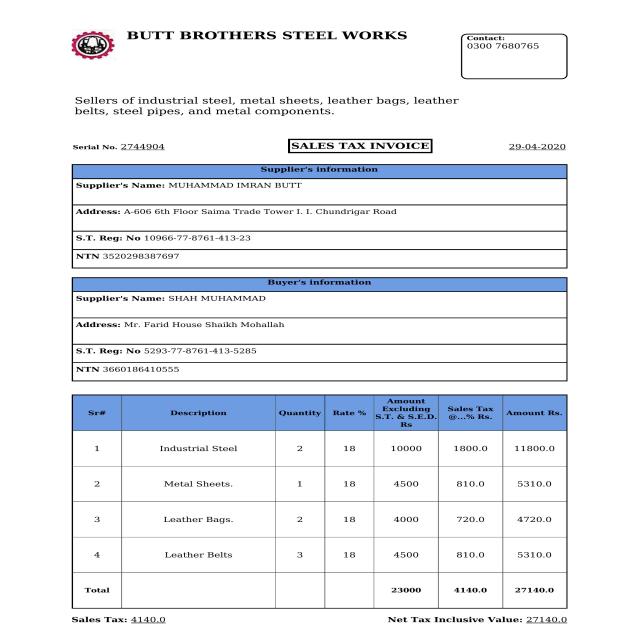 BUTT BROTHERS STEEL WORKS
Contact:
0300 7680765
Sellers of industrial steel, metal sheets, leather bags, leather
belts, steel pipes, and metal components.
Serial No. 2744904 SALES TAX INVOICE 29-04-2020
Supplier's information
Supplier's Name: MUHAMMAD IMRAN BUTT
Address: A-606 6th Floor Saima Trade Tower I. I. Chundrigar Road
S.T. Reg: No 10966-77-8761-413-23
NTN 3520298387697
Buyer's information
Supplier's Name: SHAH MUHAMMAD
Address: Mr. Farid House Shaikh Mohallah
S.T. Reg: No 5293-77-8761-413-5285
NTN 3660186410555
Sr# Description Quantity Rate % Amount Excluding S.T. & S.E.D. Rs Sales Tax @...% Rs. Amount Rs.
1 Industrial Steel 2 18 10000 1800.0 11800.0
2 Metal Sheets. 1 18 4500 810.0 5310.0
3 Leather Bags. 2 18 4000 720.0 4720.0
4 Leather Belts 3 18 4500 810.0 5310.0
Total 23000 4140.0 27140.0
Sales Tax: 4140.0 Net Tax Inclusive Value: 27140.0